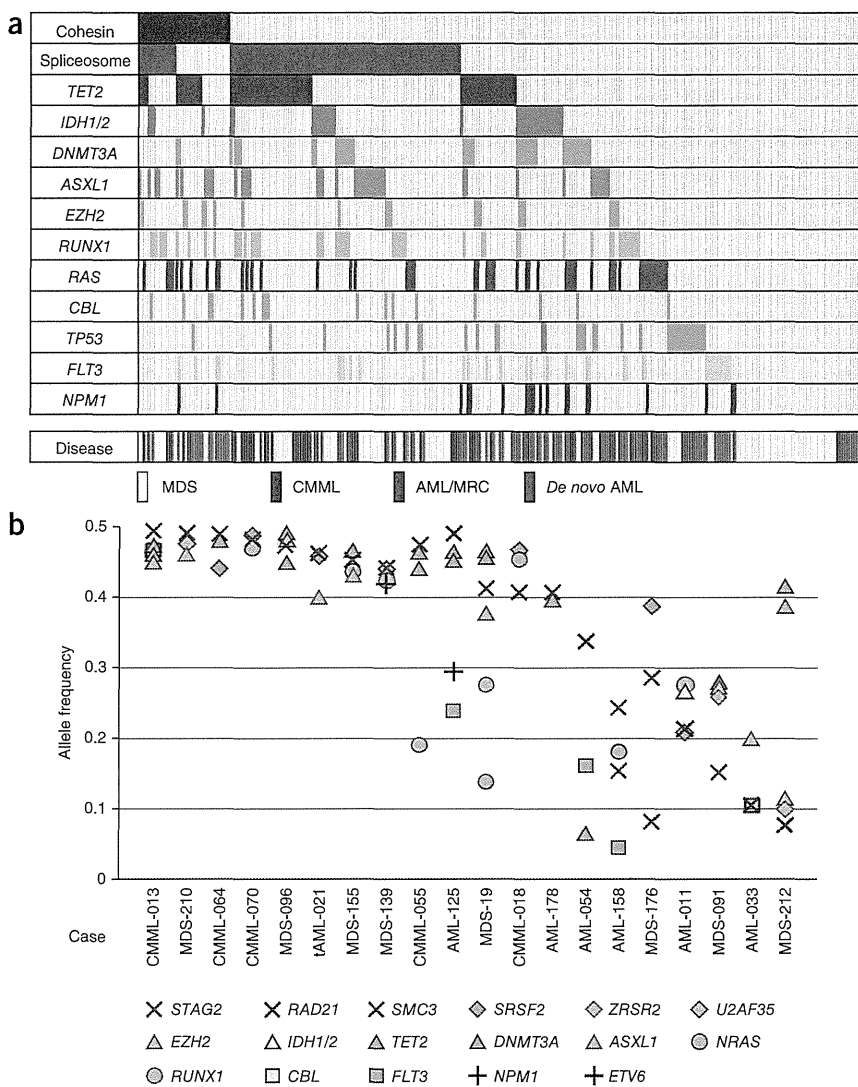 a
Cohesin
Spliceosome
TET2
IDH1/2
DNMT3A
ASXL1
EZH2
RUNX1
RAS
CBL
TP53
FLT3
NPM1
Disease
MDS CMML AML/MRC De novo AML
b
0.5
0.4
0.3
0.2
0.1
0
Allele frequency
Case
CMML-013
MDS-210
CMML-064
CMML-070
MDS-096
tAML-021
MDS-155
MDS-139
CMML-055
AML-125
MDS-19
CMML-018
AML-178
AML-054
AML-158
MDS-176
AML-011
MDS-091
AML-033
MDS-212
STAG2 RAD21 SMC3 SRSF2 ZRSR2 U2AF35
EZH2 IDH1/2 TET2 DNMT3A ASXL1 NRAS
RUNX1 CBL FLT3 NPM1 ETV6